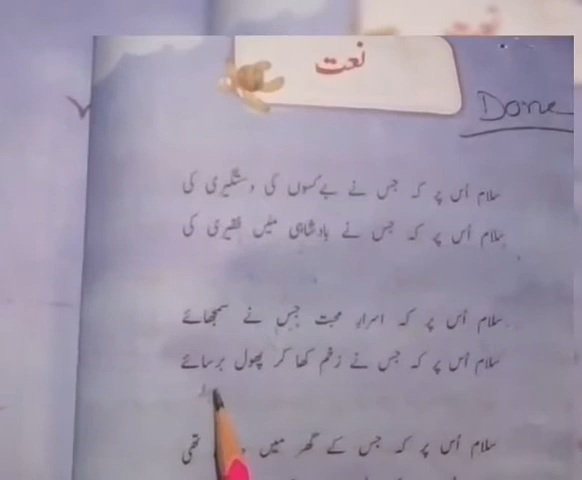 نعت
Done
سلام اُس پر کہ جس نے بے کسوں کی دستگیری کی
سلام اُس پر کہ جس نے بادشاہی میں فقیری کی
سلام اُس پر کہ اسرارِ محبت جس نے سمجھائے
سلام اُس پر کہ جس نے زخم کھا کر پھول برسائے
سلام اُس پر کہ جس کے گھر میں تھی